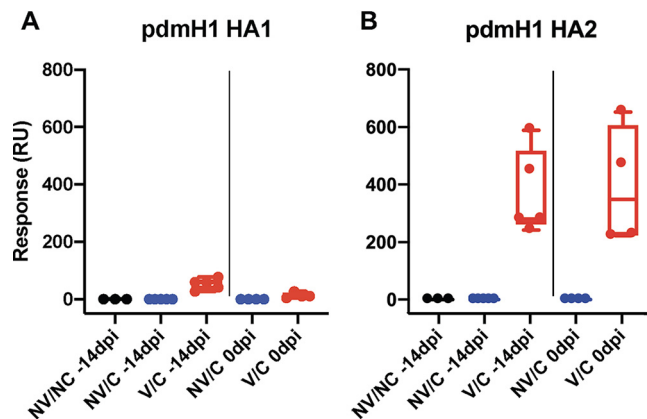 A
pdmH1 HA1
Response (RU)
800
600
400
200
0
NV/NC -14dpi
NV/C -14dpi
V/C -14dpi
NV/C 0dpi
V/C 0dpi
B
pdmH1 HA2
800
600
400
200
0
NV/NC -14dpi
NV/C -14dpi
V/C -14dpi
NV/C 0dpi
V/C 0dpi